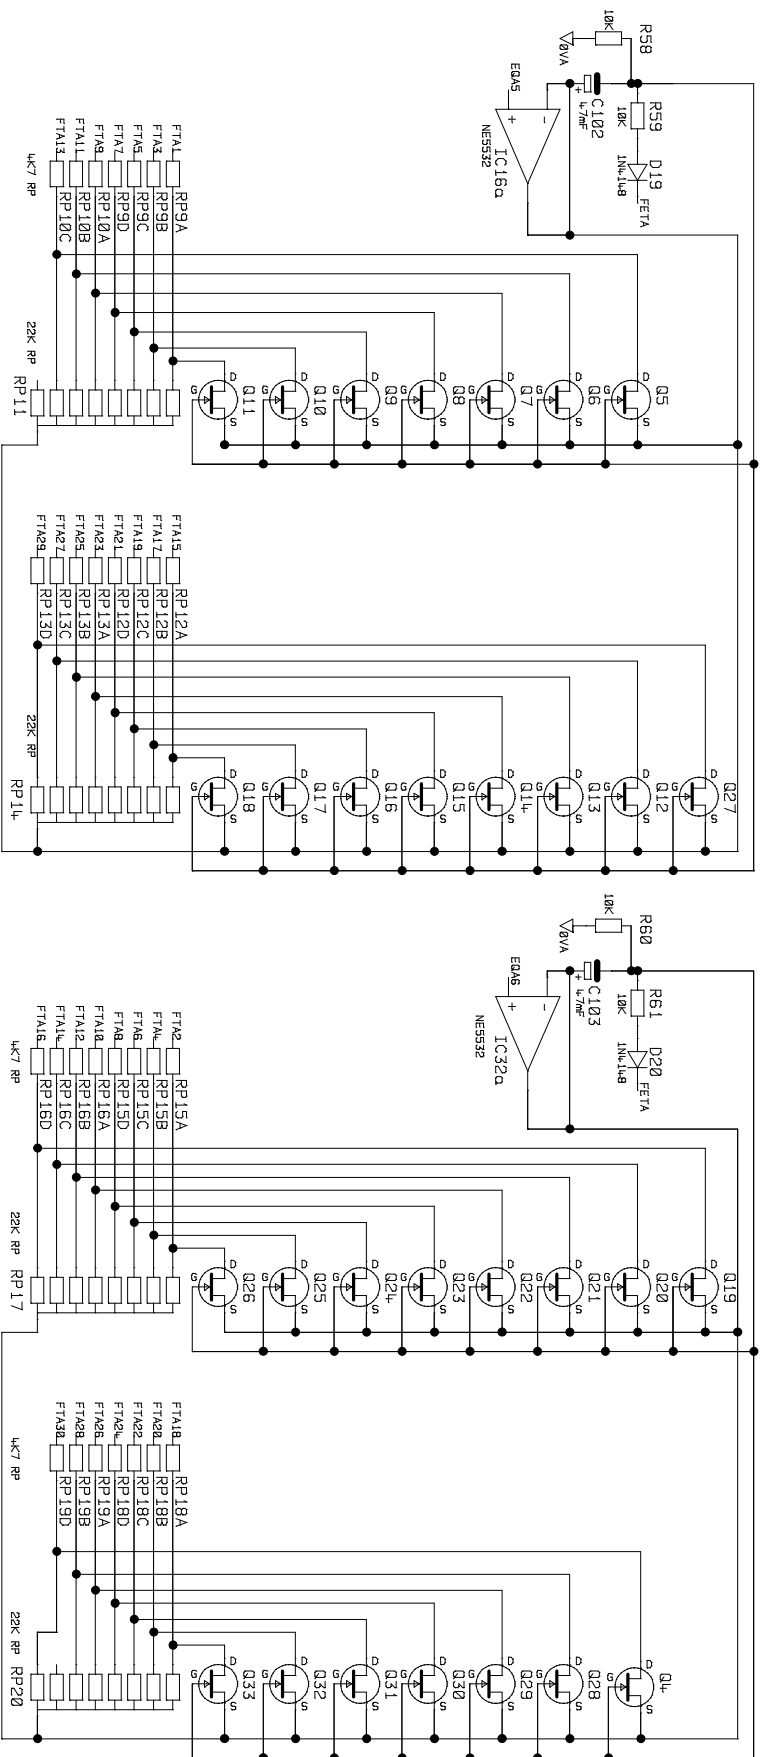 R58
10K
0VA
C102
+
47mF
R59
10K
D19
1N4148
FETA
EQA5
+
-
IC16a
NE5532
FTA1
FTA3
FTA5
FTA7
FTA9
FTA11
FTA13
4K7 RP
RP9A
RP9B
RP9C
RP9D
RP10A
RP10B
RP10C
22K RP
RP11
D
G
S
Q11
D
G
S
Q10
D
G
S
Q9
D
G
S
Q8
D
G
S
Q7
D
G
S
Q6
D
G
S
Q5
FTA15
FTA17
FTA19
FTA21
FTA23
FTA25
FTA27
FTA29
RP12A
RP12B
RP12C
RP12D
RP13A
RP13B
RP13C
RP13D
22K RP
RP14
D
G
S
Q18
D
G
S
Q17
D
G
S
Q16
D
G
S
Q15
D
G
S
Q14
D
G
S
Q13
D
G
S
Q12
D
G
S
Q27
R60
10K
0VA
C103
+
47mF
R61
10K
D20
1N4148
FETA
EQA6
+
-
IC32a
NE5532
FTA2
FTA4
FTA6
FTA8
FTA10
FTA12
FTA14
FTA16
4K7 RP
RP15A
RP15B
RP15C
RP15D
RP16A
RP16B
RP16C
RP16D
22K RP
RP17
D
G
S
Q26
D
G
S
Q25
D
G
S
Q24
D
G
S
Q23
D
G
S
Q22
D
G
S
Q21
D
G
S
Q20
D
G
S
Q19
FTA18
FTA20
FTA22
FTA24
FTA26
FTA28
FTA30
4K7 RP
RP18A
RP18B
RP18C
RP18D
RP19A
RP19B
RP19D
22K RP
RP20
D
G
S
Q33
D
G
S
Q32
D
G
S
Q31
D
G
S
Q30
D
G
S
Q29
D
G
S
Q28
D
G
S
Q4